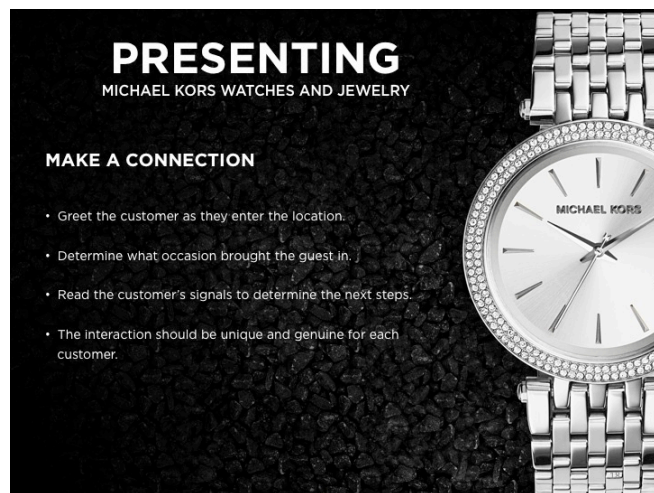 PRESENTING
MICHAEL KORS WATCHES AND JEWELRY
MAKE A CONNECTION
• Greet the customer as they enter the location.
• Determine what occasion brought the guest in.
• Read the customer's signals to determine the next steps.
• The interaction should be unique and genuine for each
customer.
MICHAEL KORS